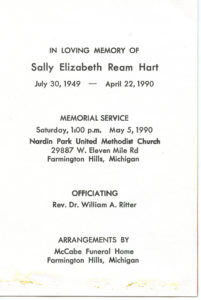 IN LOVING MEMORY OF
Sally Elizabeth Ream Hart
July 30, 1949 — April 22, 1990
MEMORIAL SERVICE
Saturday, 1:00 p.m. May 5, 1990
Nardin Park United Methodist Church
29887 W. Eleven Mile Rd
Farmington Hills, Michigan
OFFICIATING
Rev. Dr. William A. Ritter
ARRANGEMENTS BY
McCabe Funeral Home
Farmington Hills, Michigan